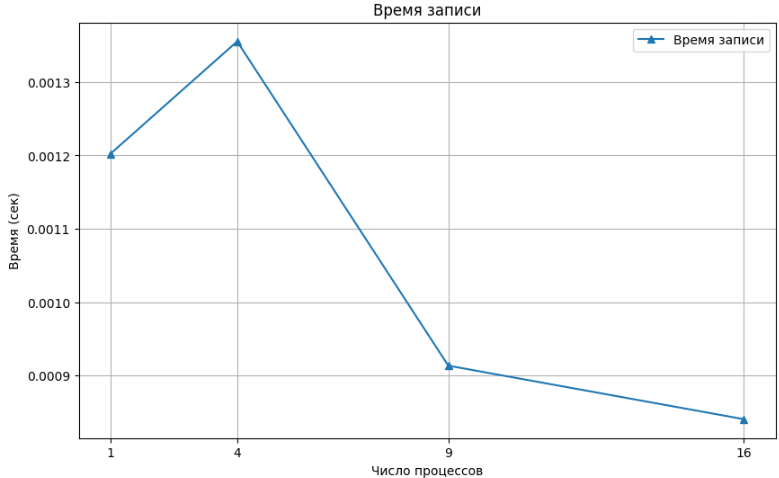 Время записи
Время записи
0.0013
0.0012
0.0011
0.0010
0.0009
Время (сек)
1 4 9 16
Число процессов